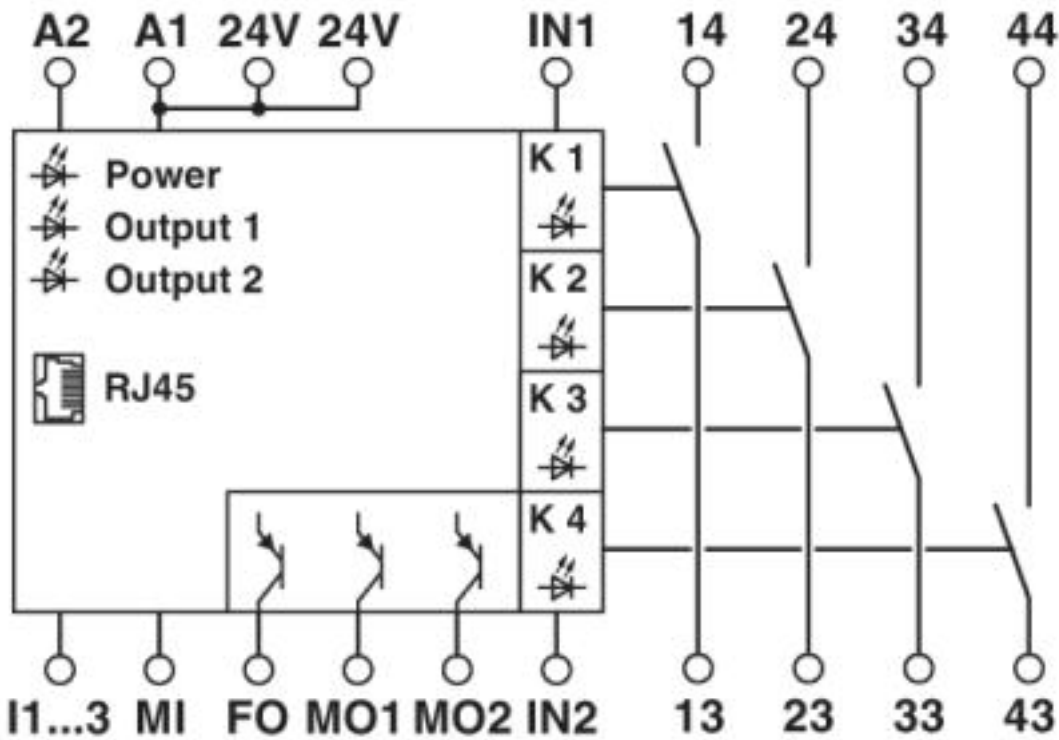 A2 A1 24V 24V IN1 14 24 34 44
Power
Output 1
Output 2
RJ45
K 1
K 2
K 3
K 4
I1...3 MI FO MO1 MO2 IN2 13 23 33 43